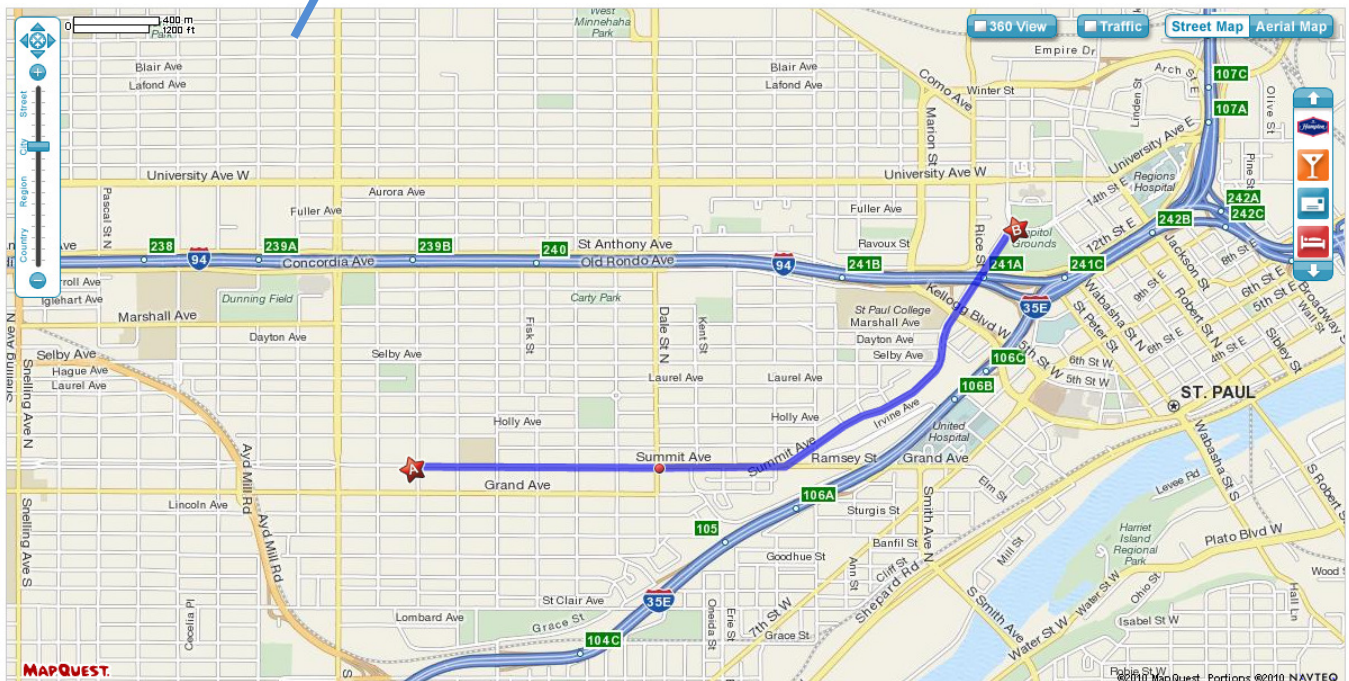 0
400 m
1200 ft
360 View
Traffic
Street Map
Aerial Map
West
Minnehaha
Park
Park
Empire Dr
Blair Ave
Blair Ave
Lafond Ave
Lafond Ave
Como Ave
Winter St
Arch St E
107C
107A
Olive St
Linden St
Marion St
University Ave E
University Ave W
University Ave W
Regions
Hospital
Pine St
Street
City
Region
Country
Hampton
Pascal St N
Aurora Ave
Fuller Ave
Fuller Ave
14th St E
12th St E
242A
242C
242B
Rice St
B
Capitol
Grounds
Ravoux St
238
239A
239B
240
St Anthony Ave
94
Concordia Ave
Old Rondo Ave
94
241B
241A
241C
35E
Jackson St
9th St E
6th St E
5th St E
Broadway
Wall St
Iglehart Ave
Dunning Field
Carty Park
Kellogg Blvd W
Wabasha St N
Robert St N
St Peter St
Marshall Ave
Fisk St
Dale St N
Kent St
St Paul College
Marshall Ave
Dayton Ave
Dayton Ave
Selby Ave
Selby Ave
Selby Ave
Hague Ave
Laurel Ave
Laurel Ave
Laurel Ave
106C
106B
5th St W
6th St W
5th St W
6th St E
4th St E
Sibley St
ST. PAUL
Snelling Ave N
Snelling Ave N
Holly Ave
Holly Ave
Irvine Ave
United
Hospital
Summit Ave
Summit Ave
Ramsey St
Grand Ave
A
Grand Ave
Ayd Mill Rd
Ayd Mill Rd
Lincoln Ave
106A
105
Sturgis St
Elm St
Smith Ave N
Levee Rd
Wabasha St S
S Robert St
Banfil St
Goodhue St
Ann St
Cliff St
Mill St
Shepard Rd
Harriet
Island
Regional
Park
Plato Blvd W
Snelling Ave S
Cecelia Pl
St Clair Ave
35E
Lombard Ave
Grace St
104C
Oneida St
Erie St
7th St W
Grace St
S Smith Ave
Water St W
Water St W
Ohio St
Isabel St W
Hall Ln
Wood S
Robie St W
S
MAPQUEST.
©2010 MapQuest Portions ©2010 NAVTEQ